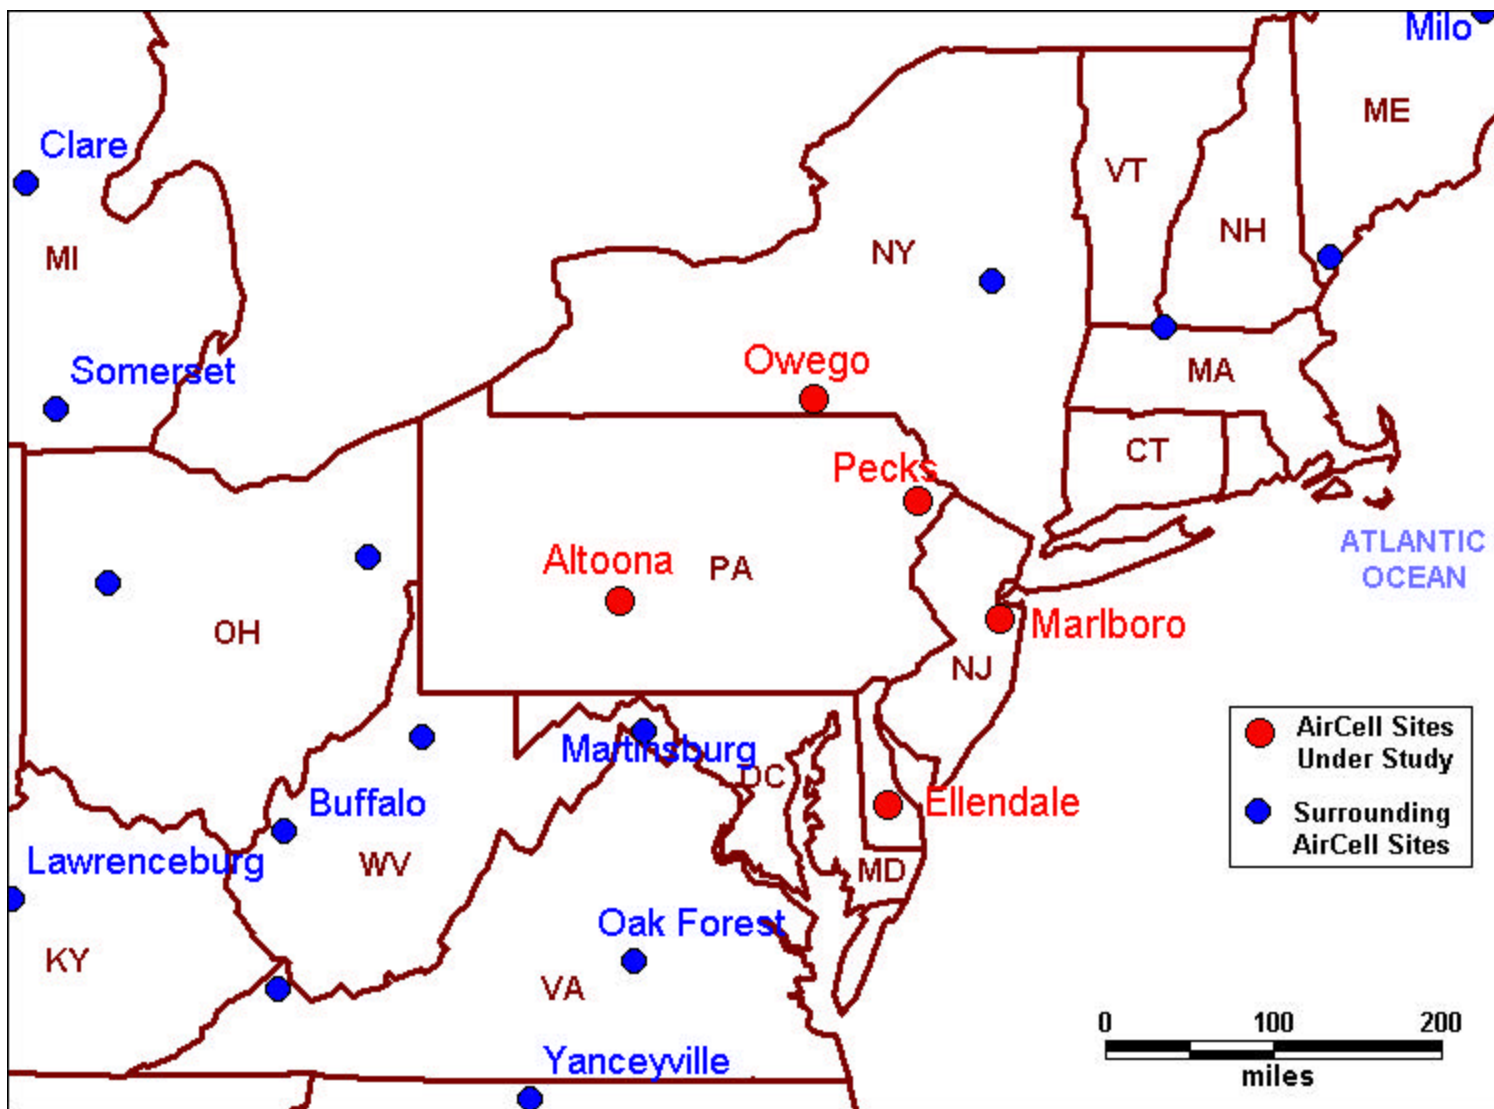 Milo
ME
Clare
VT
NH
NY
MI
Owego
Somerset
MA
CT
Pecks
ATLANTIC
OCEAN
Altoona
PA
OH
Marlboro
NJ
AirCell Sites
Under Study
Martinsburg
DC
Buffalo
Ellendale
Surrounding
AirCell Sites
Lawrenceburg
WV
MD
Oak Forest
KY
VA
0 100 200
miles
Yanceyville